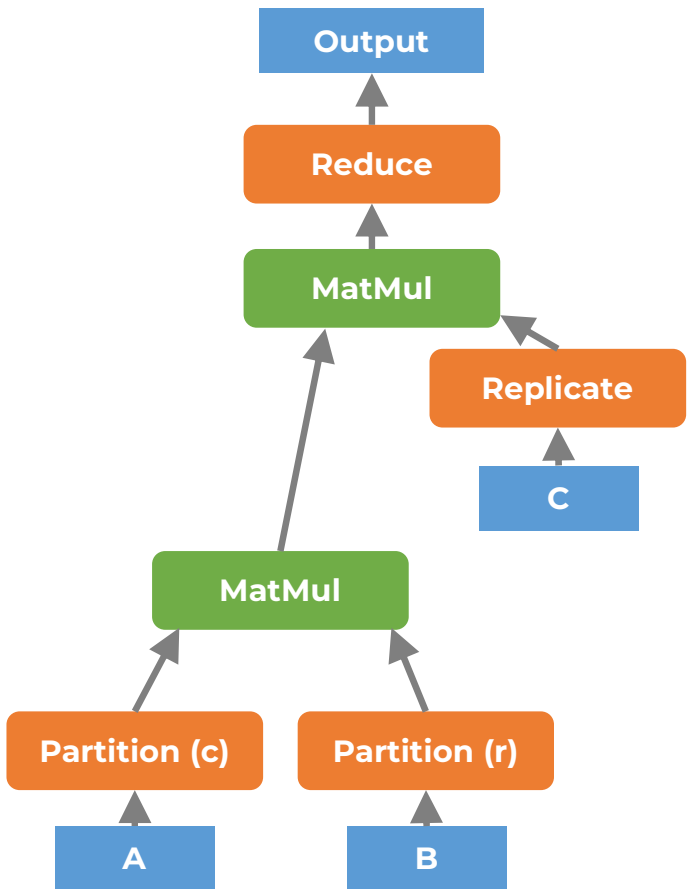 Output
Reduce
MatMul
Replicate
C
MatMul
Partition (c)
Partition (r)
A
B